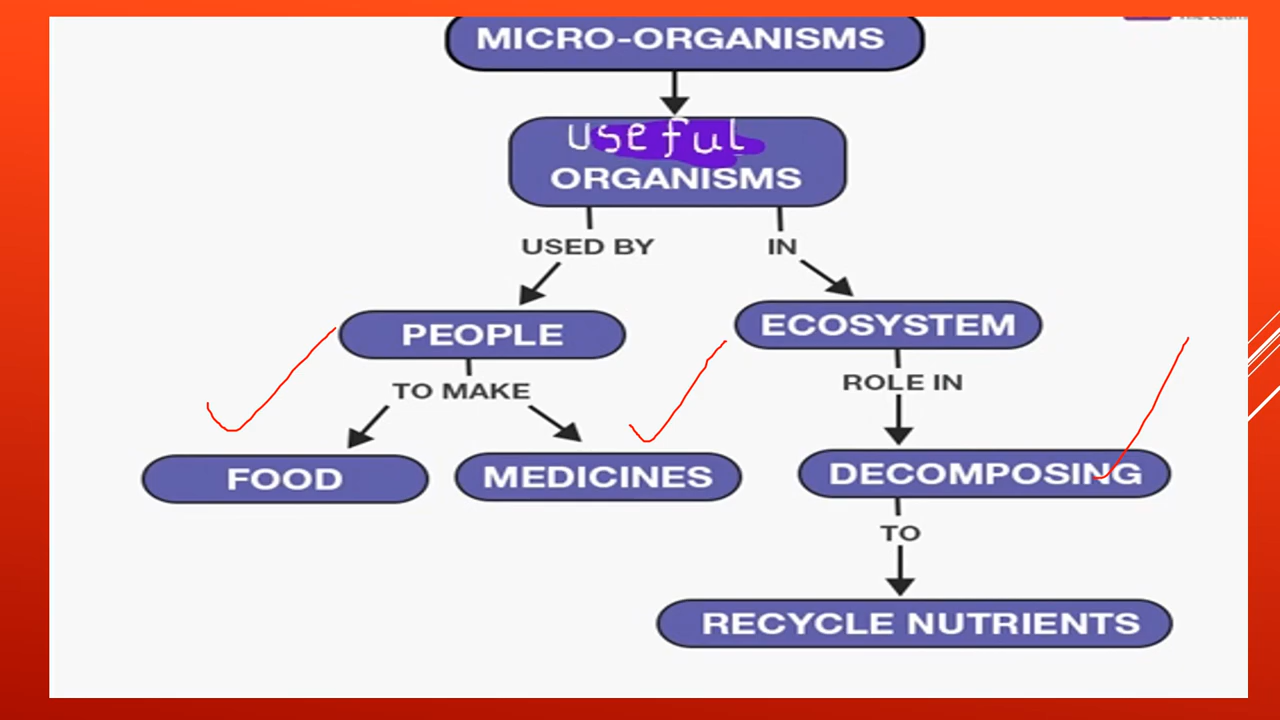 MICRO-ORGANISMS
Useful
ORGANISMS
USED BY
IN
PEOPLE
ECOSYSTEM
TO MAKE
ROLE IN
FOOD
MEDICINES
DECOMPOSING
TO
RECYCLE NUTRIENTS